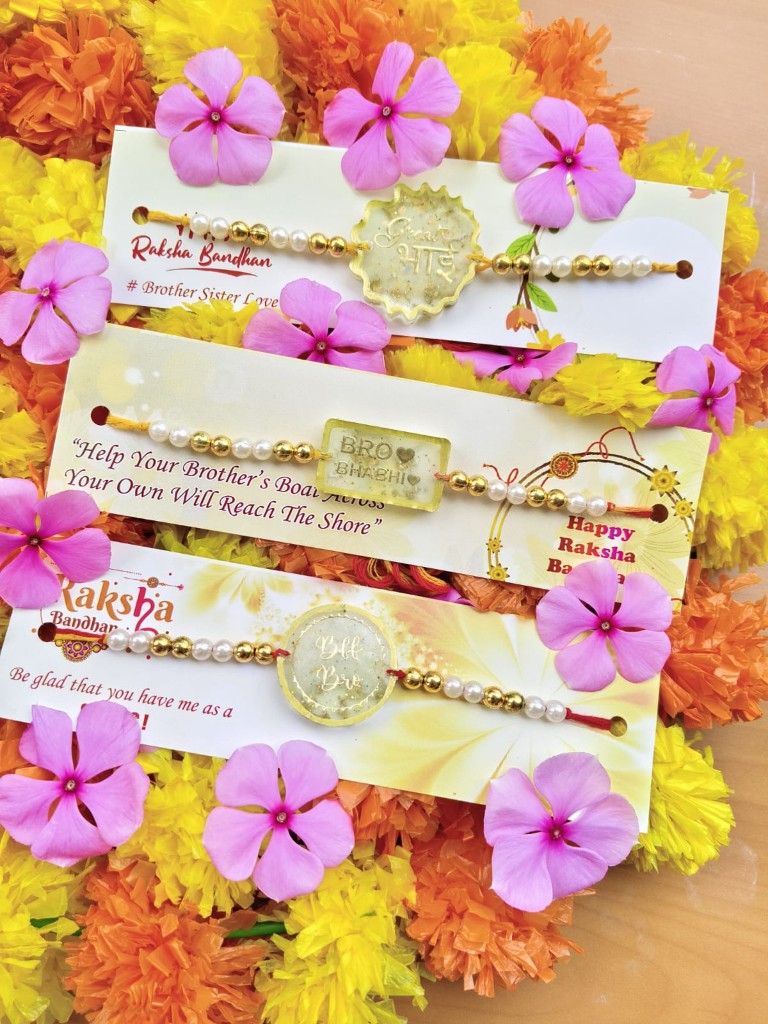 Raksha Bandhan
# Brother Sister Love
भाई
"Help Your Brother's Boat Across
Your Own Will Reach The Shore"
BRO♥
BHABHI♥
Happy
Raksha
Raksha
Bandhan
Be glad that you have me as a
Bff
Bro